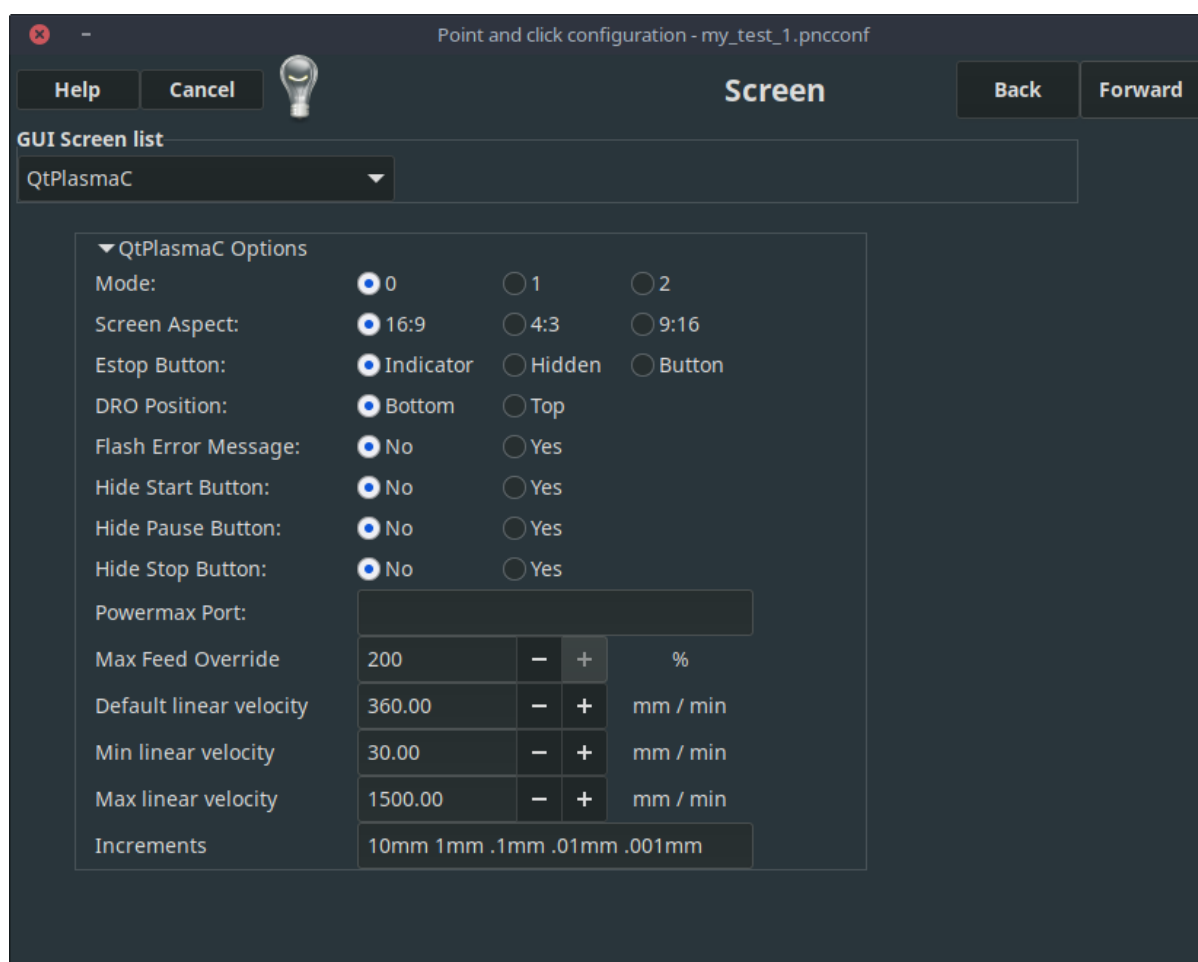 Point and click configuration - my_test_1.pncconf
Help Cancel Screen Back Forward
GUI Screen list
QtPlasmaC
QtPlasmaC Options
Mode: 0 1 2
Screen Aspect: 16:9 4:3 9:16
Estop Button: Indicator Hidden Button
DRO Position: Bottom Top
Flash Error Message: No Yes
Hide Start Button: No Yes
Hide Pause Button: No Yes
Hide Stop Button: No Yes
Powermax Port:
Max Feed Override 200 − + %
Default linear velocity 360.00 − + mm / min
Min linear velocity 30.00 − + mm / min
Max linear velocity 1500.00 − + mm / min
Increments 10mm 1mm .1mm .01mm .001mm